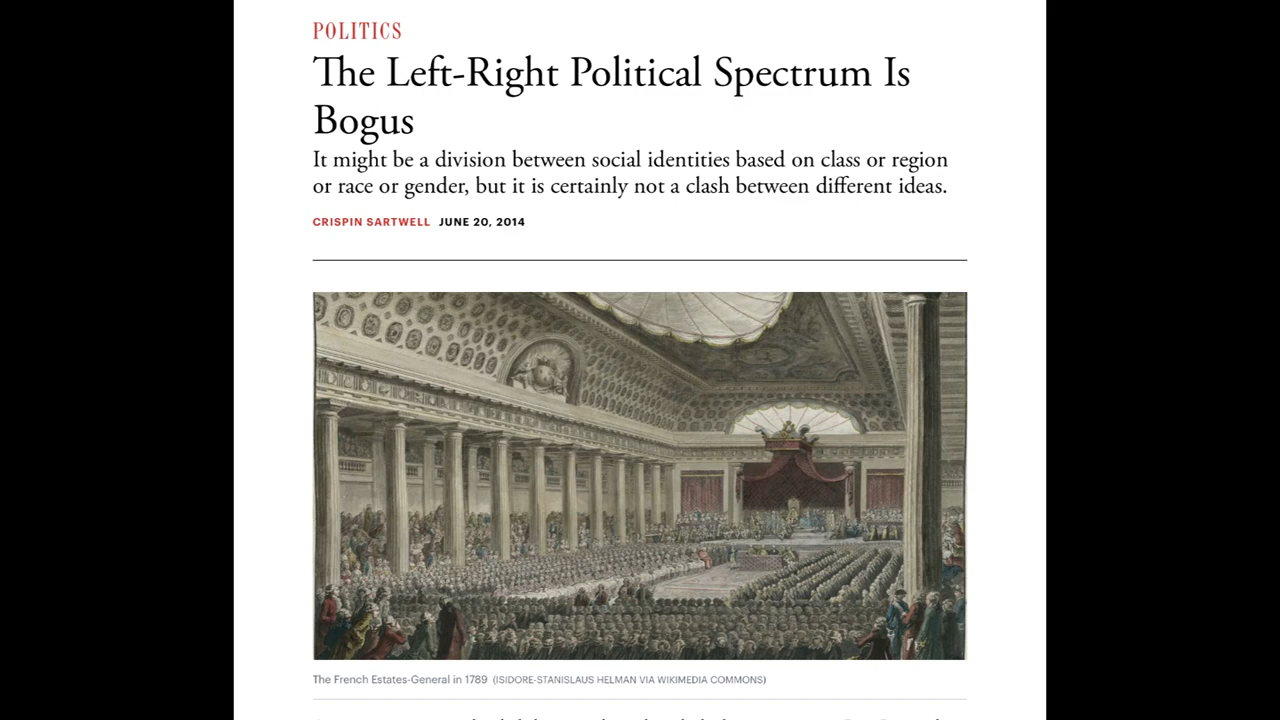 POLITICS
The Left-Right Political Spectrum Is
Bogus
It might be a division between social identities based on class or region
or race or gender, but it is certainly not a clash between different ideas.
CRISPIN SARTWELL JUNE 20, 2014
The French Estates-General in 1789 (ISIDORE-STANISLAUS HELMAN VIA WIKIMEDIA COMMONS)